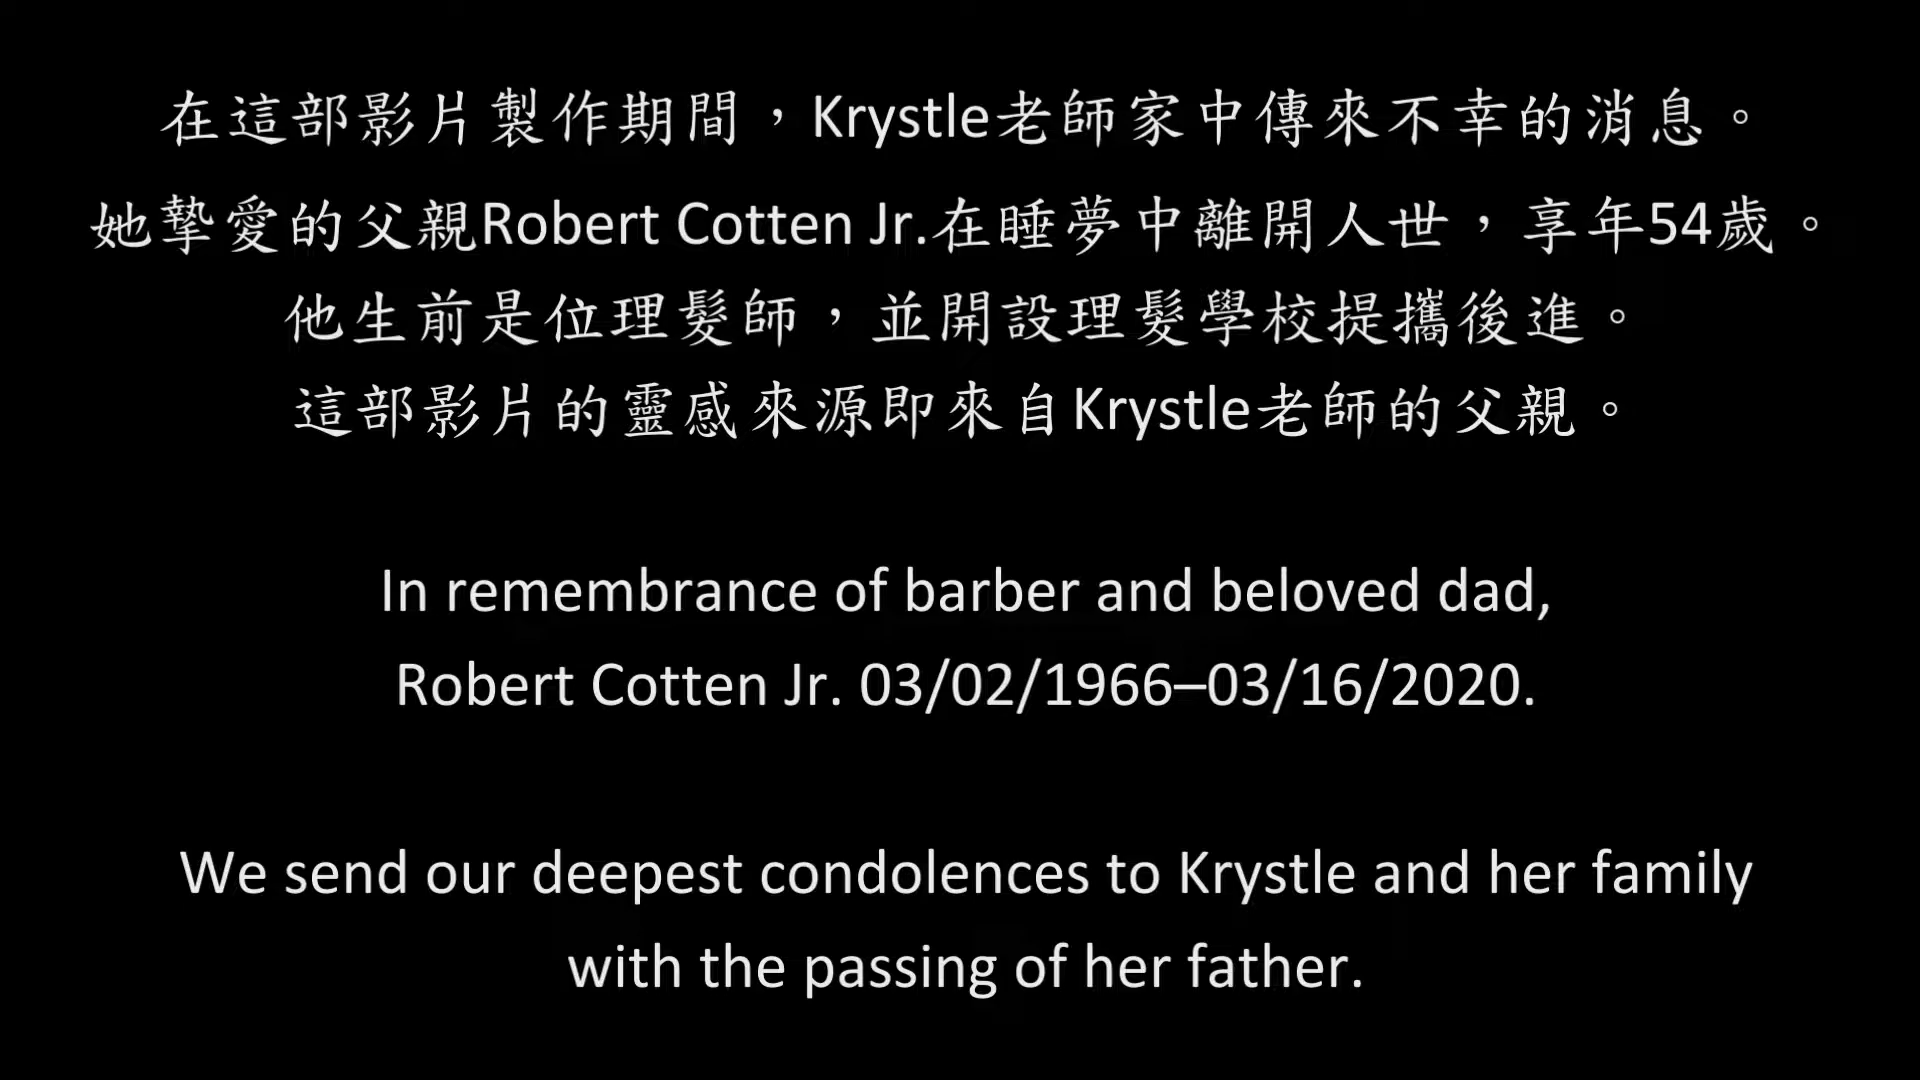 在這部影片製作期間，Krystle老師家中傳來不幸的消息。
她摯愛的父親Robert Cotten Jr.在睡夢中離開人世，享年54歲。
他生前是位理髮師，並開設理髮學校提攜後進。
這部影片的靈感來源即來自Krystle老師的父親。
In remembrance of barber and beloved dad,
Robert Cotten Jr. 03/02/1966–03/16/2020.
We send our deepest condolences to Krystle and her family
with the passing of her father.